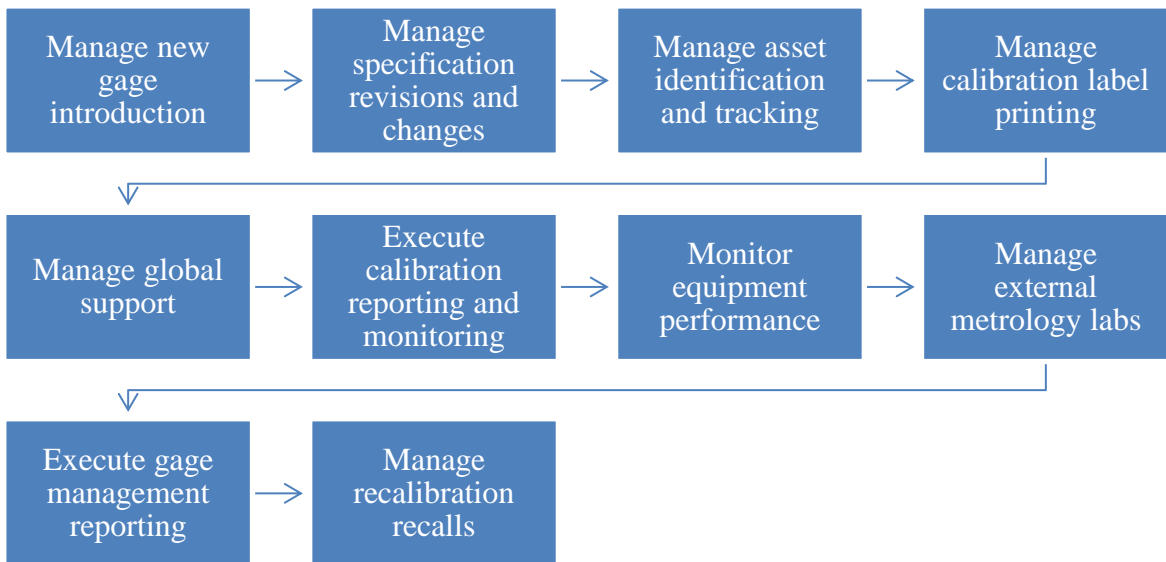 Manage new
gage
introduction
Manage
specification
revisions and
changes
Manage asset
identification
and tracking
Manage
calibration label
printing
Manage global
support
Execute
calibration
reporting and
monitoring
Monitor
equipment
performance
Manage
external
metrology labs
Execute gage
management
reporting
Manage
recalibration
recalls